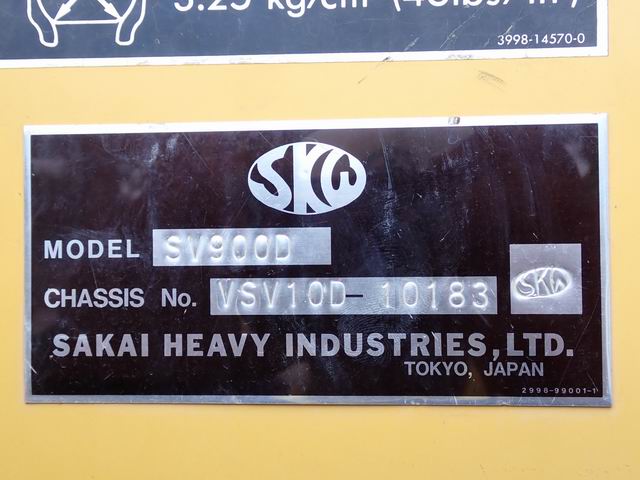 3.25 kg/cm² (46lbs/in²)
3998-14570-0
SKW
MODEL SV900D
CHASSIS No. VSV10D-10183
SKW
SAKAI HEAVY INDUSTRIES,LTD.
TOKYO, JAPAN
2998-99001-1